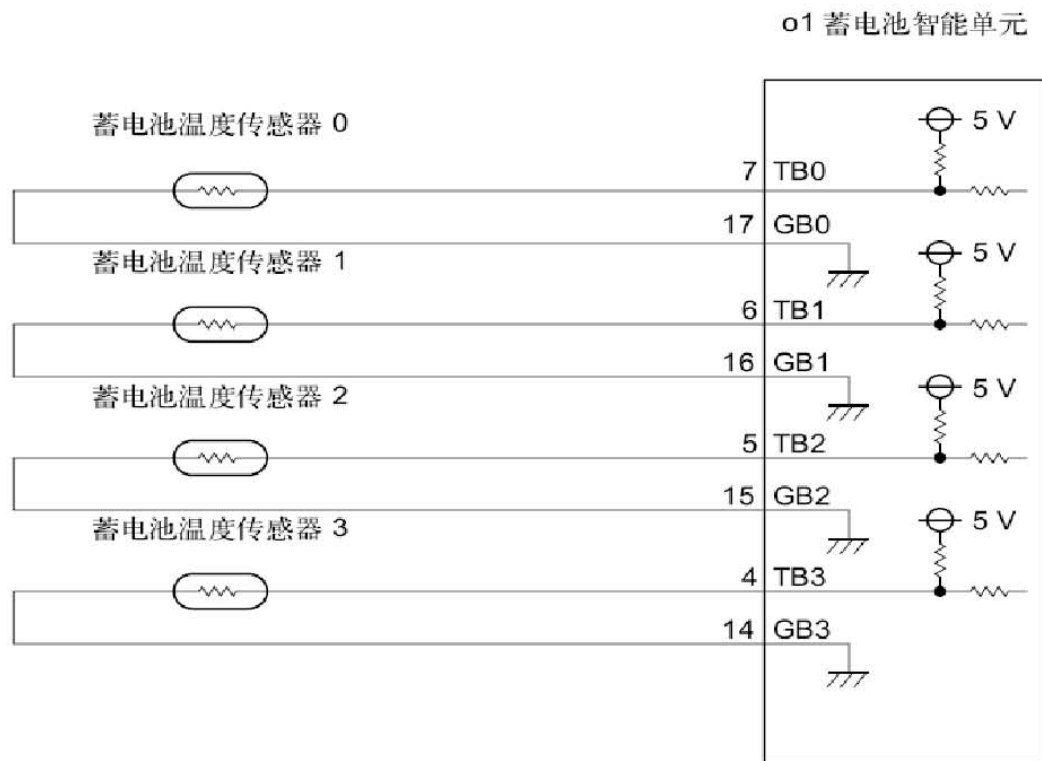 o1 蓄电池智能单元
蓄电池温度传感器 0
5 V
7 TB0
17 GB0
蓄电池温度传感器 1
5 V
6 TB1
16 GB1
蓄电池温度传感器 2
5 V
5 TB2
15 GB2
蓄电池温度传感器 3
5 V
4 TB3
14 GB3